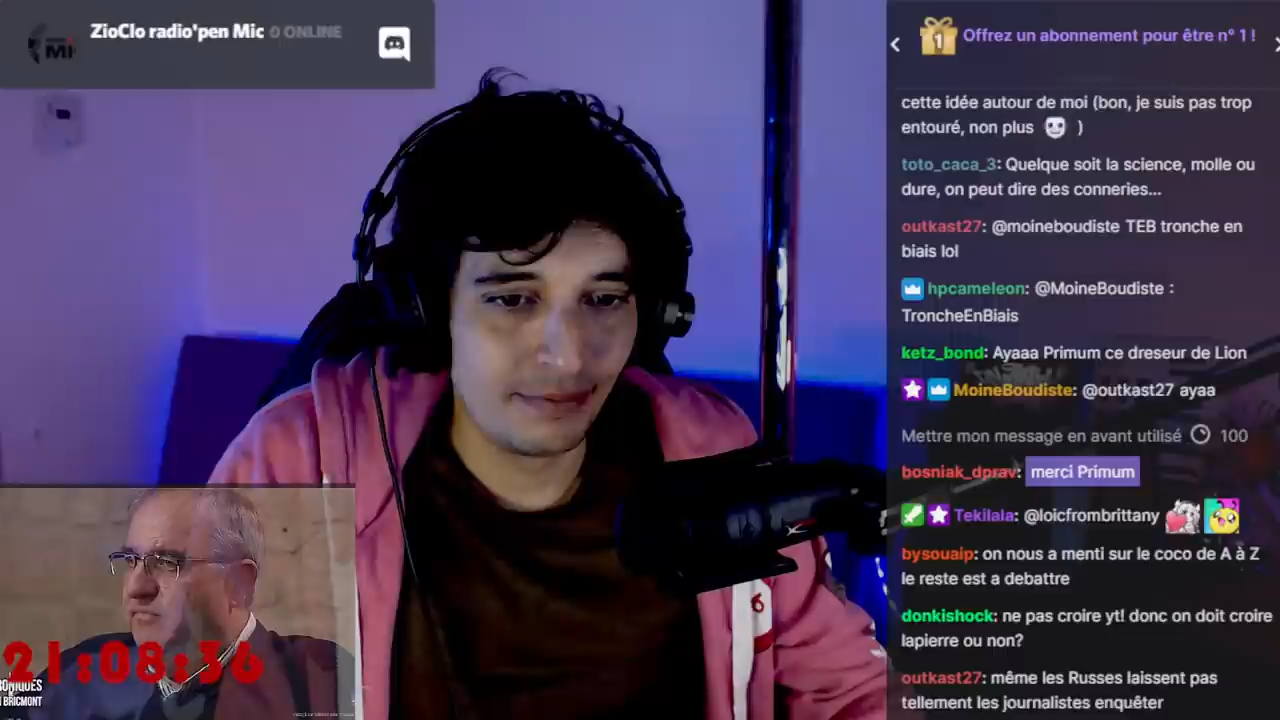 ZioClo radio'pen Mic 0 ONLINE
MI
Offrez un abonnement pour être n° 1 !
1
cette idée autour de moi (bon, je suis pas trop
entouré, non plus )
toto_caca_3: Quelque soit la science, molle ou
dure, on peut dire des conneries...
outkast27: @moineboudiste TEB tronche en
biais lol
hpcameleon: @MoineBoudiste :
TroncheEnBiais
ketz_bond: Ayaaa Primum ce dreseur de Lion
MoineBoudiste: @outkast27 ayaa
Mettre mon message en avant utilisé 100
bosniak_dprav: merci Primum
Tekilala: @loicfrombrittany
bysouaip: on nous a menti sur le coco de A à Z
le reste est a debattre
donkishock: ne pas croire yt! donc on doit croire
lapierre ou non?
outkast27: même les Russes laissent pas
tellement les journalistes enquêter
21:08:36
RONIQUES
BRICMONT